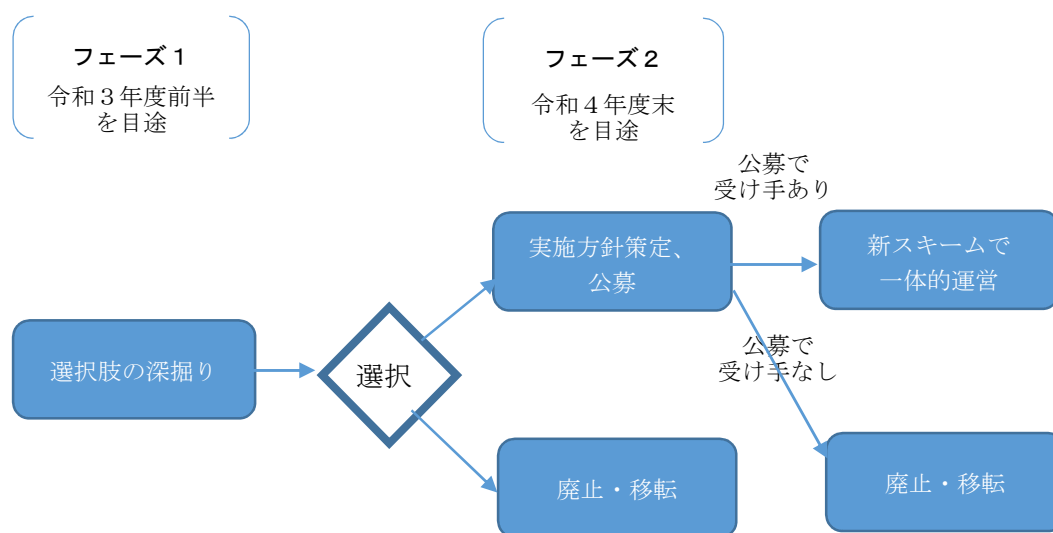 フェーズ１
令和３年度前半
を目途
フェーズ２
令和４年度末
を目途
公募で
受け手あり
実施方針策定、
公募
新スキームで
一体的運営
選択肢の深掘り
選択
公募で
受け手なし
廃止・移転
廃止・移転